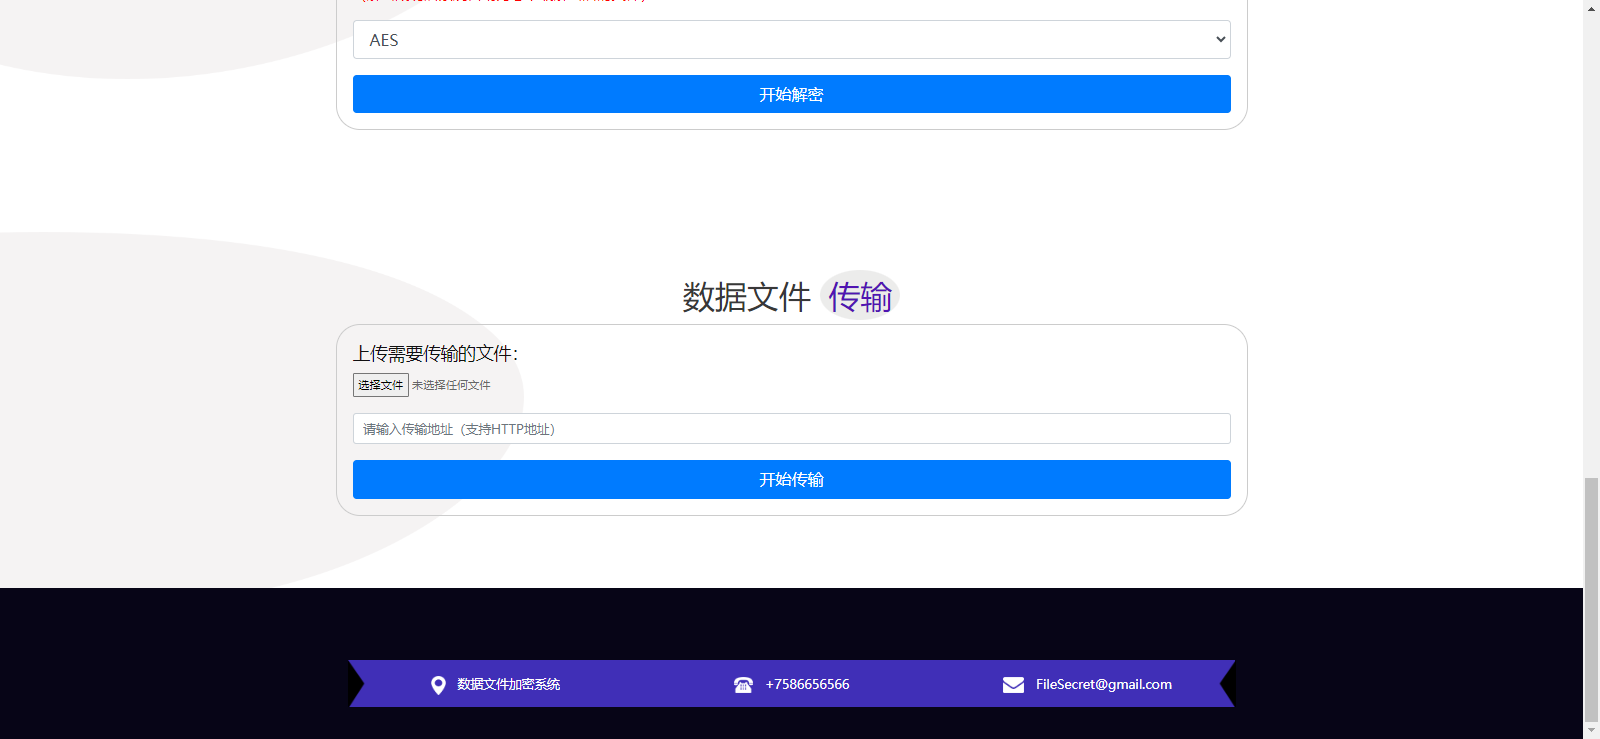 AES
开始解密
数据文件 传输
上传需要传输的文件：
选择文件 未选择任何文件
请输入传输地址（支持HTTP地址）
开始传输
数据文件加密系统
+7586656566
FileSecret@gmail.com